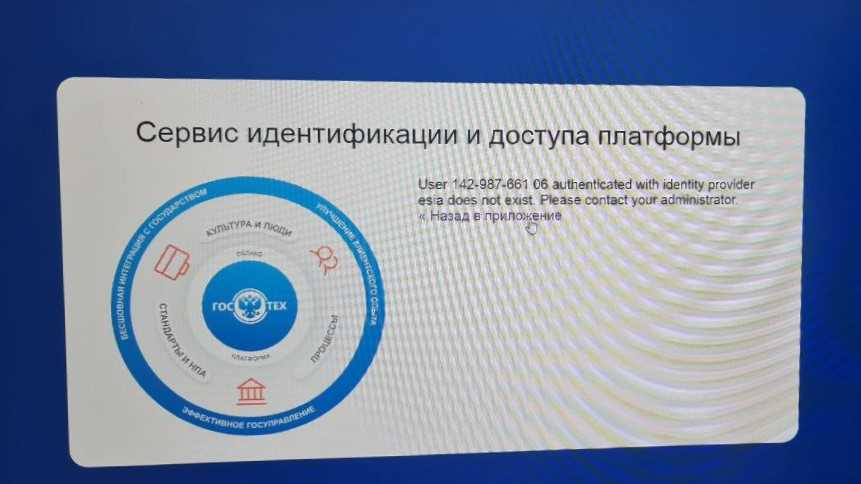 Сервис идентификации и доступа платформы
User 142-987-661 06 authenticated with identity provider
esia does not exist. Please contact your administrator.
« Назад в приложение
БЕСШОВНАЯ ИНТЕГРАЦИЯ С ГОСУДАРСТВОМ
УЛУЧШЕНИЕ КЛИЕНТСКОГО ОПЫТА
КУЛЬТУРА И ЛЮДИ
ОБЛАКО
ГОС ТЕХ
СТАНДАРТЫ И НПА
ПРОЦЕССЫ
ПЛАТФОРМА
ЭФФЕКТИВНОЕ ГОСУПРАВЛЕНИЕ